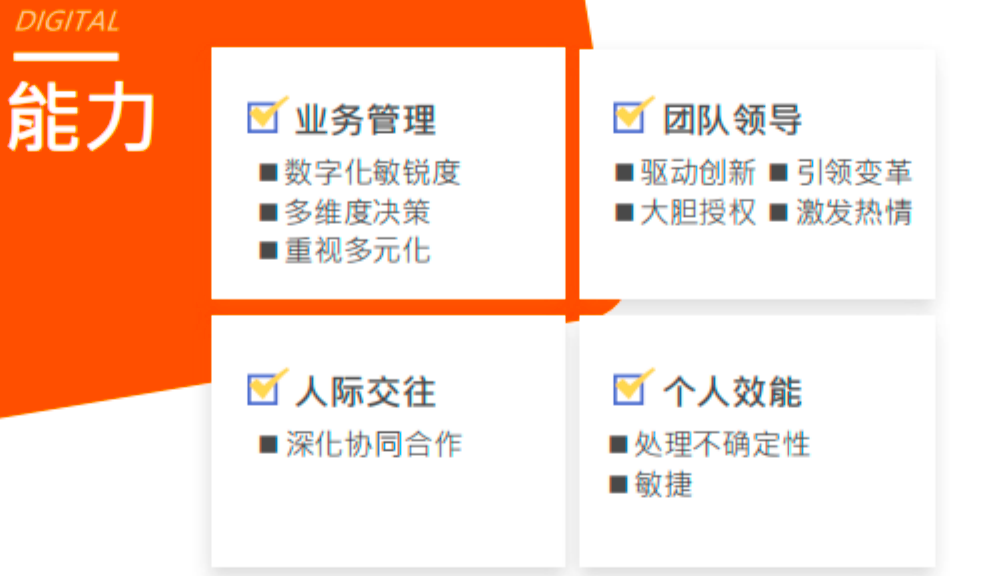 DIGITAL
能力
业务管理
■ 数字化敏锐度
■ 多维度决策
■ 重视多元化
团队领导
■ 驱动创新 ■ 引领变革
■ 大胆授权 ■ 激发热情
人际交往
■ 深化协同合作
个人效能
■ 处理不确定性
■ 敏捷